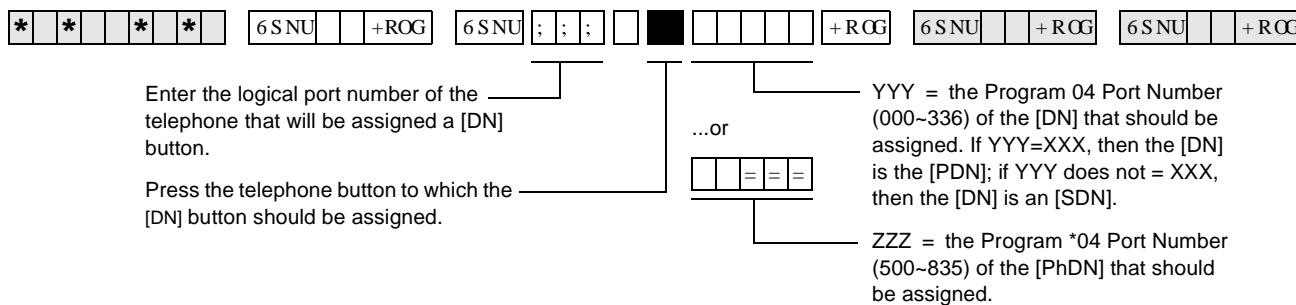 * * * * 6SNU +ROG 6SNU ; ; ; +ROG 6SNU +ROG 6SNU +ROG
Enter the logical port number of the
telephone that will be assigned a [DN]
button.
Press the telephone button to which the
[DN] button should be assigned.
...or
= = =
YYY = the Program 04 Port Number
(000~336) of the [DN] that should be
assigned. If YYY=XXX, then the [DN]
is the [PDN]; if YYY does not = XXX,
then the [DN] is an [SDN].
ZZZ = the Program *04 Port Number
(500~835) of the [PhDN] that should
be assigned.